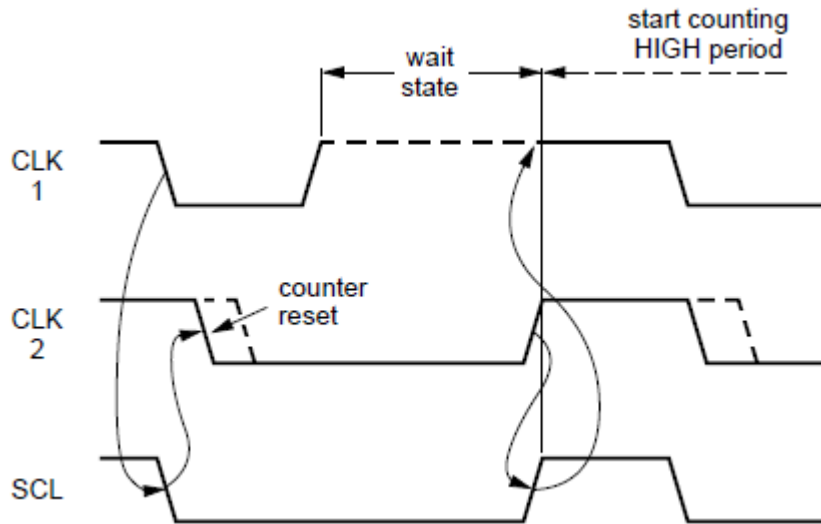 start counting
HIGH period
wait
state
CLK
1
counter
reset
CLK
2
SCL